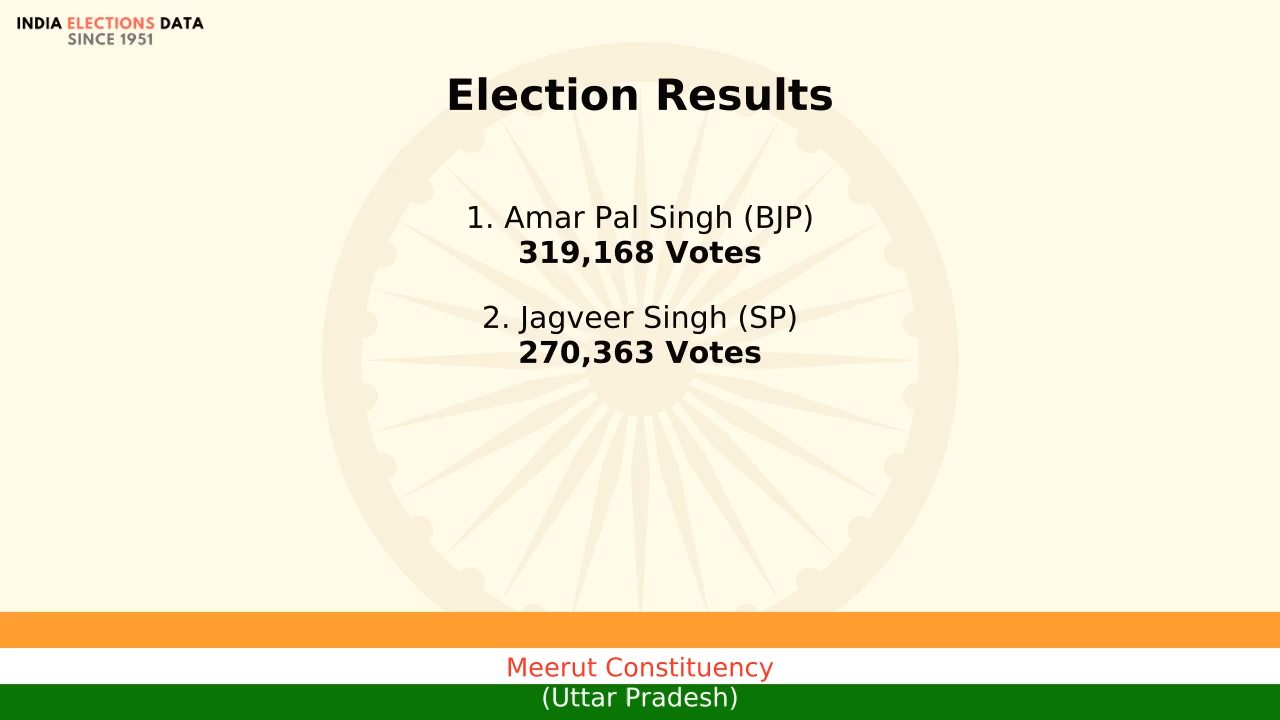 INDIA ELECTIONS DATA
SINCE 1951
Election Results
1. Amar Pal Singh (BJP)
319,168 Votes
2. Jagveer Singh (SP)
270,363 Votes
Meerut Constituency
(Uttar Pradesh)